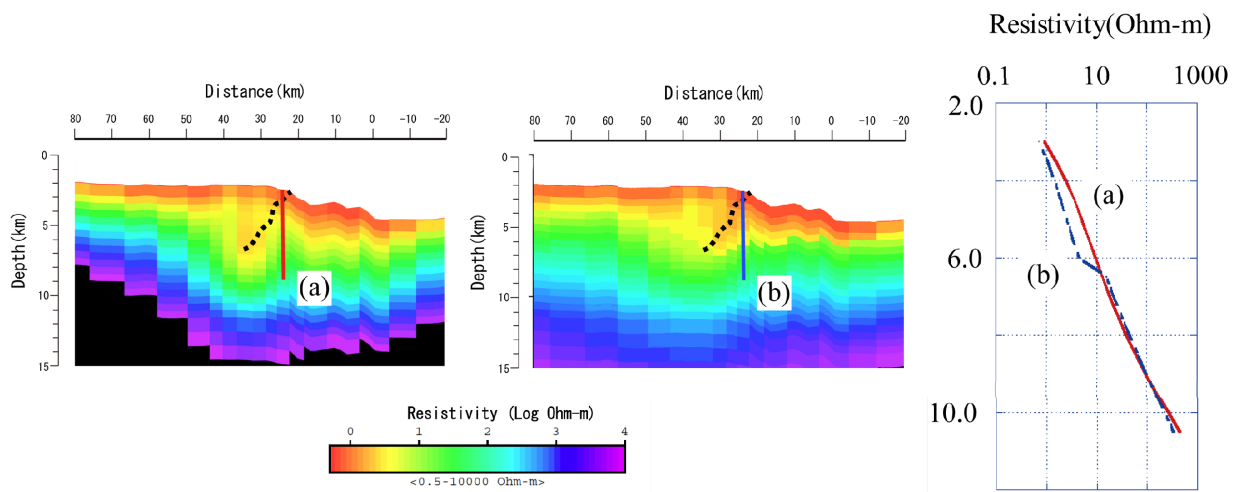 Resistivity(Ohm-m)
0.1 10 1000
2.0
6.0
10.0
(a)
(b)
Distance(km)
80 70 60 50 40 30 20 10 0 -10 -20
Depth(km)
0
5
10
15
(a)
Distance(km)
80 70 60 50 40 30 20 10 0 -10 -20
Depth(km)
0
5
10
15
(b)
Resistivity (Log Ohm-m)
0 1 2 3 4
<0.5-10000 Ohm-m>